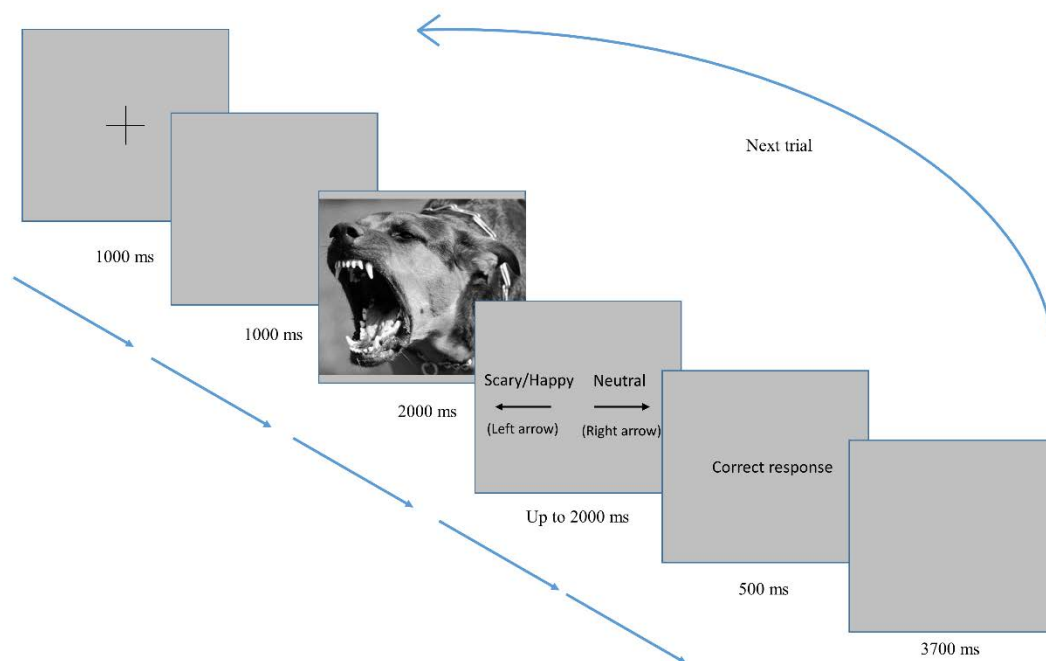 Next trial
1000 ms
1000 ms
2000 ms
Scary/Happy Neutral
(Left arrow) (Right arrow)
Up to 2000 ms
Correct response
500 ms
3700 ms